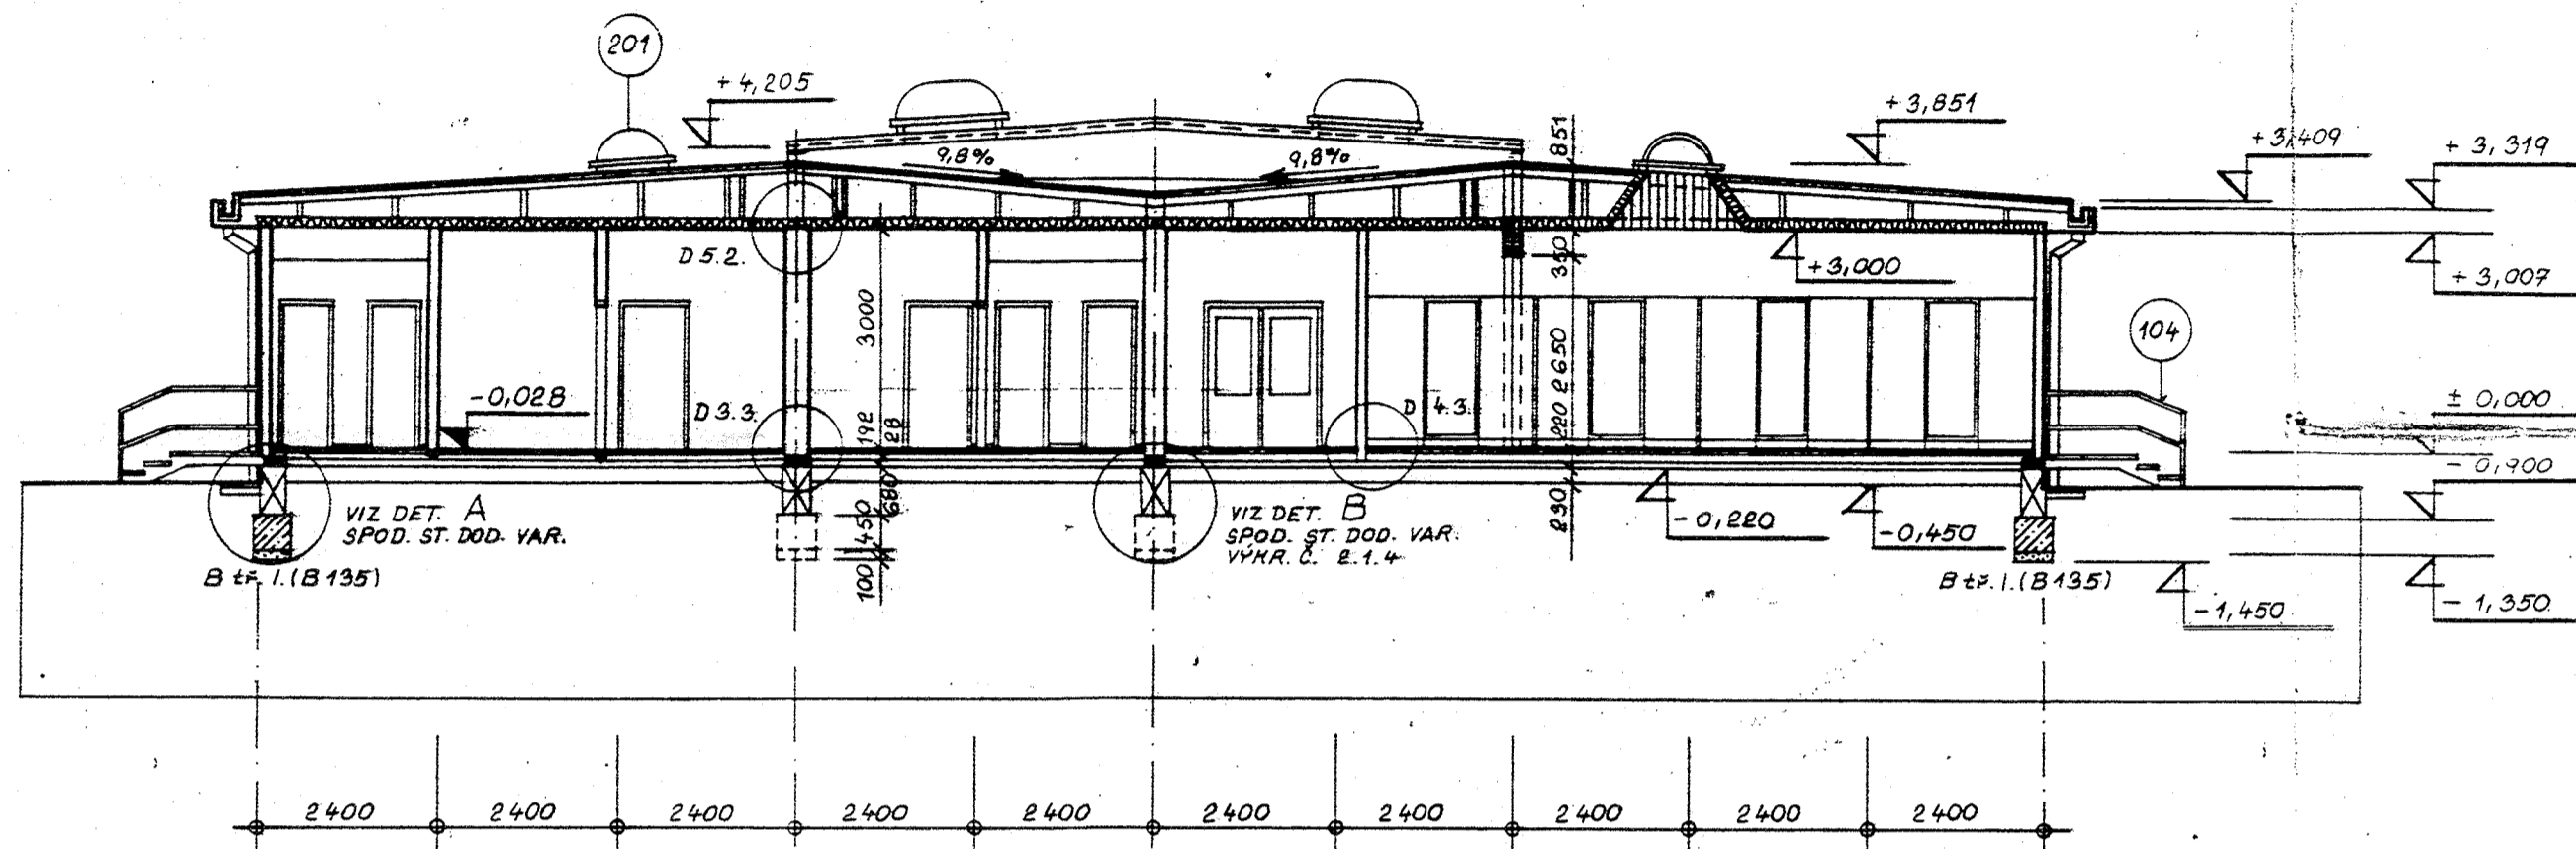 201
+ 4,205
9,8%
9,8%
851
+ 3,851
+ 3,409
+ 3,319
D 5.2.
3000
350
+3,000
+ 3,007
104
- 0,028
D 3.3.
192
28
D 4.3.
220 2650
± 0,000
- 0,900
680
450
100
VIZ DET. A
SPOD. ST. DOD. VAR.
B tř. I. (B 135)
VIZ DET. B
SPOD. ST. DOD. VAR.
VÝKR. Č. 2.1.4
230
- 0,220
- 0,450
B tř. I. (B 135)
- 1,450
- 1,350
2400 2400 2400 2400 2400 2400 2400 2400 2400 2400